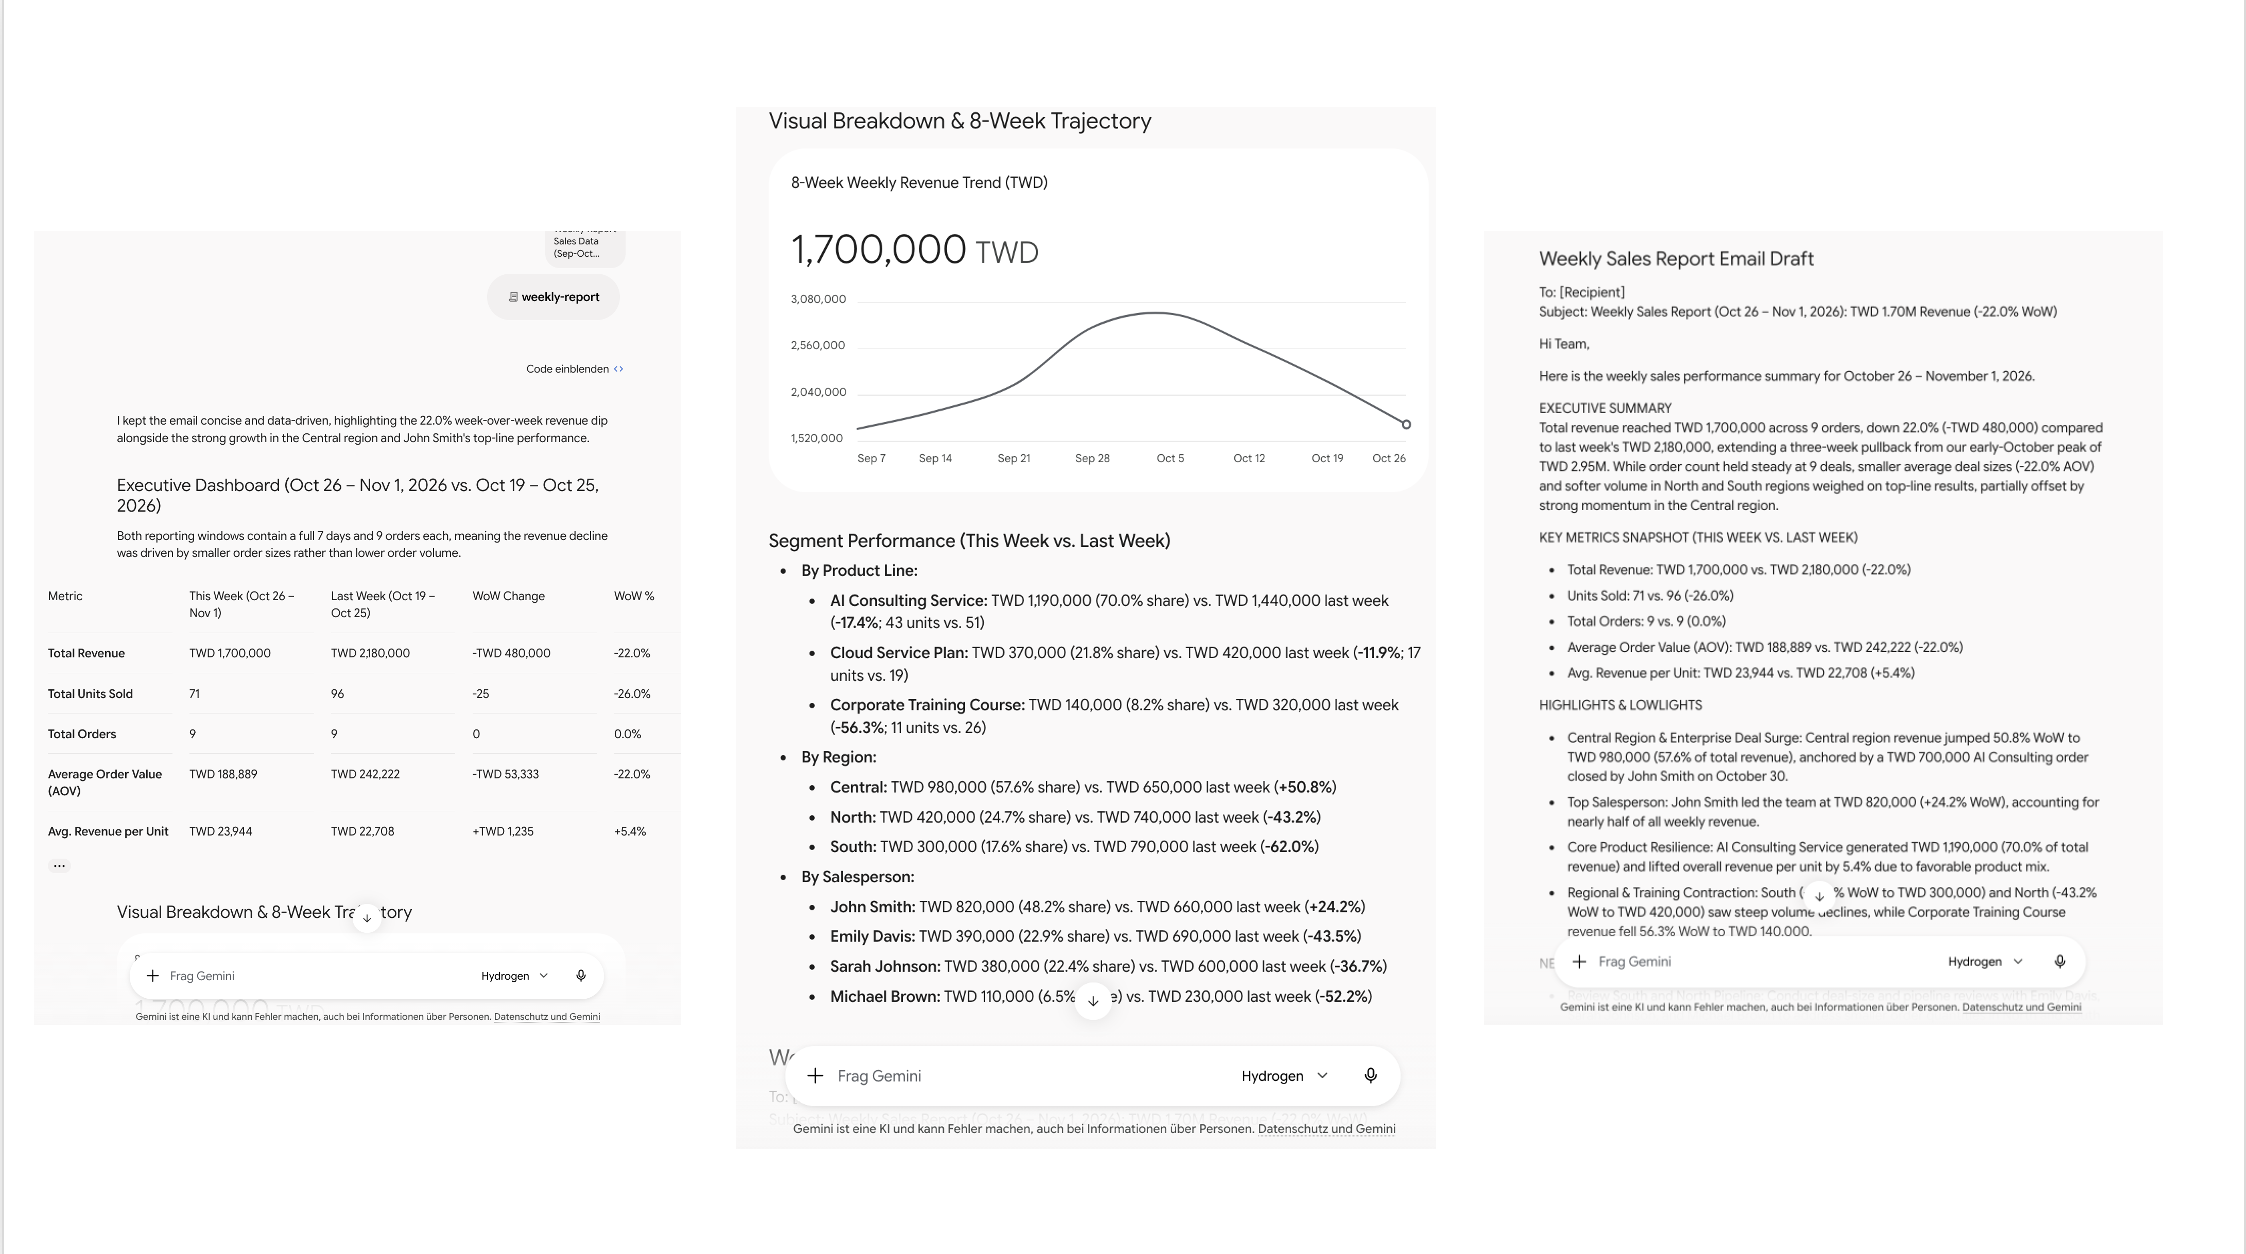 Sales Data
(Sep-Oct...
weekly-report
Code einblenden <>
I kept the email concise and data-driven, highlighting the 22.0% week-over-week revenue dip
alongside the strong growth in the Central region and John Smith's top-line performance.
Executive Dashboard (Oct 26 – Nov 1, 2026 vs. Oct 19 – Oct 25,
2026)
Both reporting windows contain a full 7 days and 9 orders each, meaning the revenue decline
was driven by smaller order sizes rather than lower order volume.
Metric This Week (Oct 26 – Nov 1) Last Week (Oct 19 – Oct 25) WoW Change WoW %
Total Revenue TWD 1,700,000 TWD 2,180,000 -TWD 480,000 -22.0%
Total Units Sold 71 96 -25 -26.0%
Total Orders 9 9 0 0.0%
Average Order Value (AOV) TWD 188,889 TWD 242,222 -TWD 53,333 -22.0%
Avg. Revenue per Unit TWD 23,944 TWD 22,708 +TWD 1,235 +5.4%
...
Visual Breakdown & 8-Week Trajectory
Frag Gemini Hydrogen
Gemini ist eine KI und kann Fehler machen, auch bei Informationen über Personen. Datenschutz und Gemini
Visual Breakdown & 8-Week Trajectory
8-Week Weekly Revenue Trend (TWD)
1,700,000 TWD
3,080,000
2,560,000
2,040,000
1,520,000
Sep 7 Sep 14 Sep 21 Sep 28 Oct 5 Oct 12 Oct 19 Oct 26
Segment Performance (This Week vs. Last Week)
• By Product Line:
• AI Consulting Service: TWD 1,190,000 (70.0% share) vs. TWD 1,440,000 last week
(-17.4%; 43 units vs. 51)
• Cloud Service Plan: TWD 370,000 (21.8% share) vs. TWD 420,000 last week (-11.9%; 17
units vs. 19)
• Corporate Training Course: TWD 140,000 (8.2% share) vs. TWD 320,000 last week
(-56.3%; 11 units vs. 26)
• By Region:
• Central: TWD 980,000 (57.6% share) vs. TWD 650,000 last week (+50.8%)
• North: TWD 420,000 (24.7% share) vs. TWD 740,000 last week (-43.2%)
• South: TWD 300,000 (17.6% share) vs. TWD 790,000 last week (-62.0%)
• By Salesperson:
• John Smith: TWD 820,000 (48.2% share) vs. TWD 660,000 last week (+24.2%)
• Emily Davis: TWD 390,000 (22.9% share) vs. TWD 690,000 last week (-43.5%)
• Sarah Johnson: TWD 380,000 (22.4% share) vs. TWD 600,000 last week (-36.7%)
• Michael Brown: TWD 110,000 (6.5% vs. TWD 230,000 last week (-52.2%)
Frag Gemini Hydrogen
To:
Subject: Weekly Sales Report (Oct 26 – Nov 1, 2026): TWD 1.70M Revenue (-22.0% WoW)
Gemini ist eine KI und kann Fehler machen, auch bei Informationen über Personen. Datenschutz und Gemini
Weekly Sales Report Email Draft
To: [Recipient]
Subject: Weekly Sales Report (Oct 26 – Nov 1, 2026): TWD 1.70M Revenue (-22.0% WoW)
Hi Team,
Here is the weekly sales performance summary for October 26 – November 1, 2026.
EXECUTIVE SUMMARY
Total revenue reached TWD 1,700,000 across 9 orders, down 22.0% (-TWD 480,000) compared
to last week's TWD 2,180,000, extending a three-week pullback from our early-October peak of
TWD 2.95M. While order count held steady at 9 deals, smaller average deal sizes (-22.0% AOV)
and softer volume in North and South regions weighed on top-line results, partially offset by
strong momentum in the Central region.
KEY METRICS SNAPSHOT (THIS WEEK VS. LAST WEEK)
• Total Revenue: TWD 1,700,000 vs. TWD 2,180,000 (-22.0%)
• Units Sold: 71 vs. 96 (-26.0%)
• Total Orders: 9 vs. 9 (0.0%)
• Average Order Value (AOV): TWD 188,889 vs. TWD 242,222 (-22.0%)
• Avg. Revenue per Unit: TWD 23,944 vs. TWD 22,708 (+5.4%)
HIGHLIGHTS & LOWLIGHTS
• Central Region & Enterprise Deal Surge: Central region revenue jumped 50.8% WoW to
TWD 980,000 (57.6% of total revenue), anchored by a TWD 700,000 AI Consulting order
closed by John Smith on October 30.
• Top Salesperson: John Smith led the team at TWD 820,000 (+24.2% WoW), accounting for
nearly half of all weekly revenue.
• Core Product Resilience: AI Consulting Service generated TWD 1,190,000 (70.0% of total
revenue) and lifted overall revenue per unit by 5.4% due to favorable product mix.
• Regional & Training Contraction: South ( % WoW to TWD 300,000) and North (-43.2%
WoW to TWD 420,000) saw steep volume declines, while Corporate Training Course
revenue fell 56.3% WoW to TWD 140,000.
Frag Gemini Hydrogen
Review South and North Pipeline: Conduct deal-size and pipeline reviews with Emily Davis
Gemini ist eine KI und kann Fehler machen, auch bei Informationen über Personen. Datenschutz und Gemini